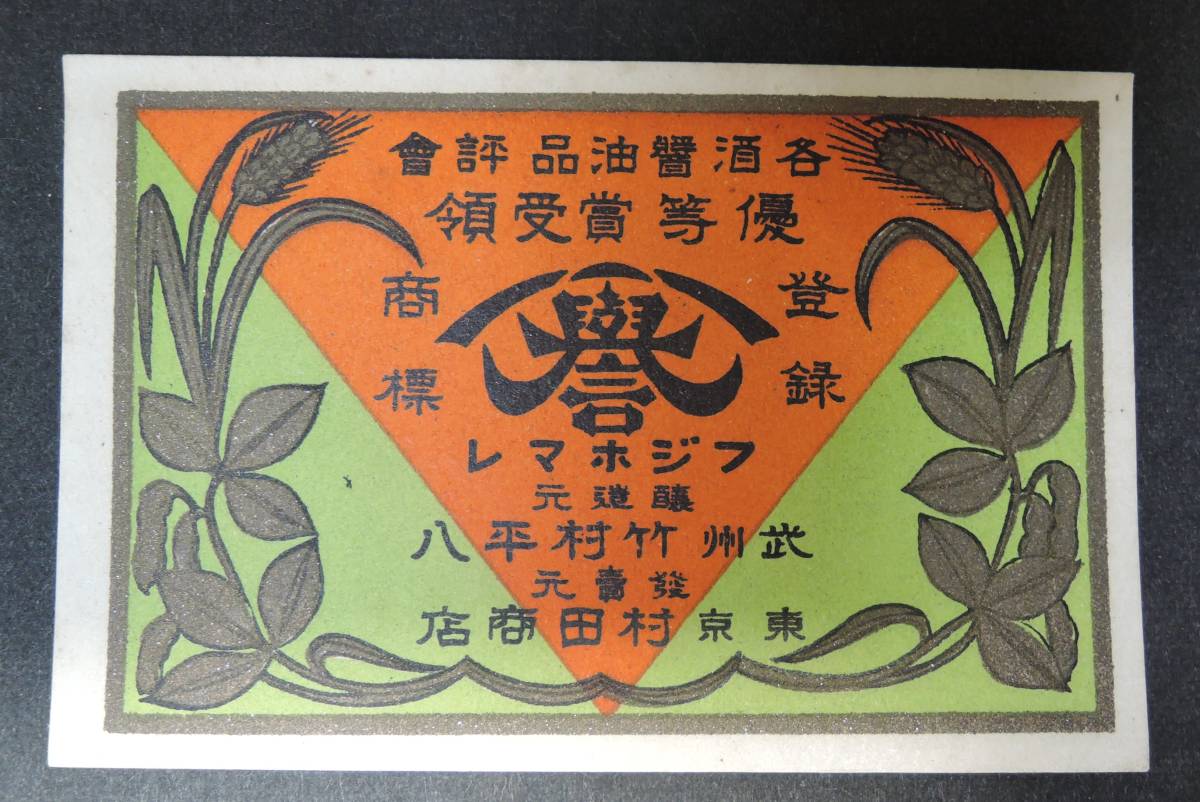 各酒醬油品評會
優等賞受領
登録
商標
譽
フジホマレ
釀造元
武州竹村平八
發賣元
東京村田商店